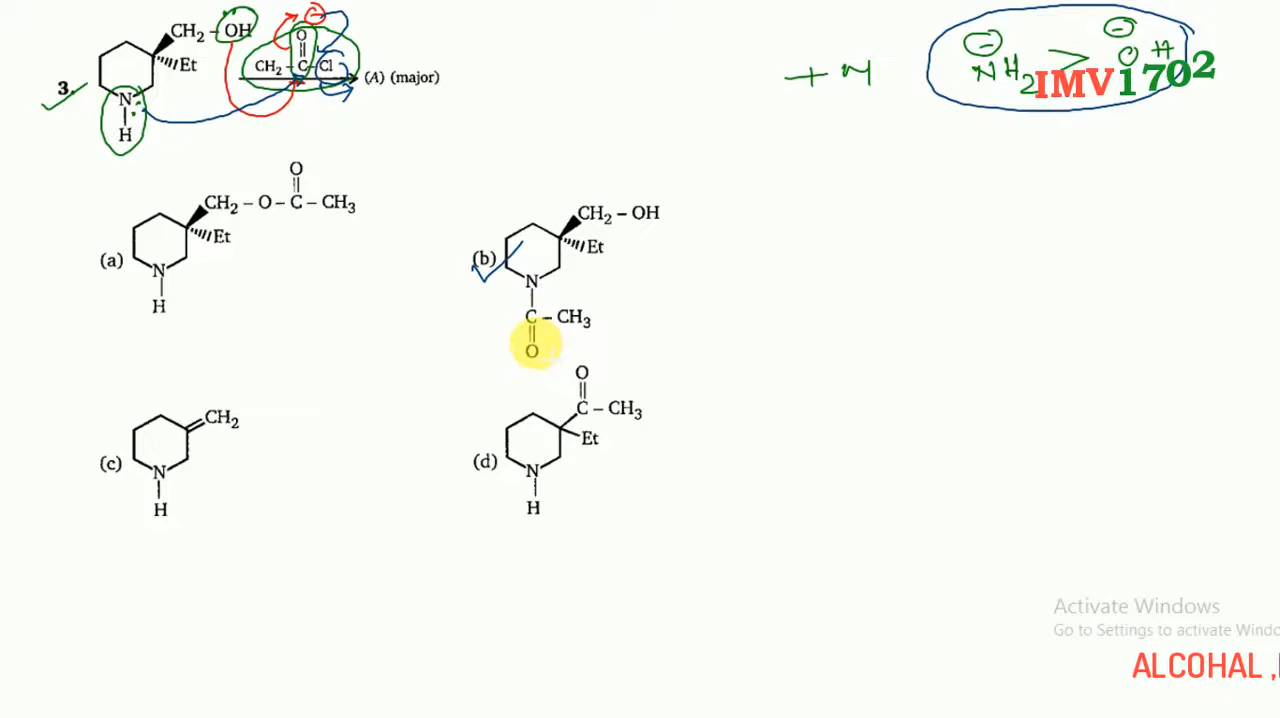 CH2 – OH
O
Et
CH2 – C – Cl
3.
(A) (major)
N
H
+ M
NH2 > OH
IMV1702
O
CH2 – O – C – CH3
Et
(a)
N
H
CH2 – OH
Et
(b)
N
C – CH3
O
CH2
(c)
N
H
O
C – CH3
Et
(d)
N
H
Activate Windows
Go to Settings to activate Windo
ALCOHAL ,